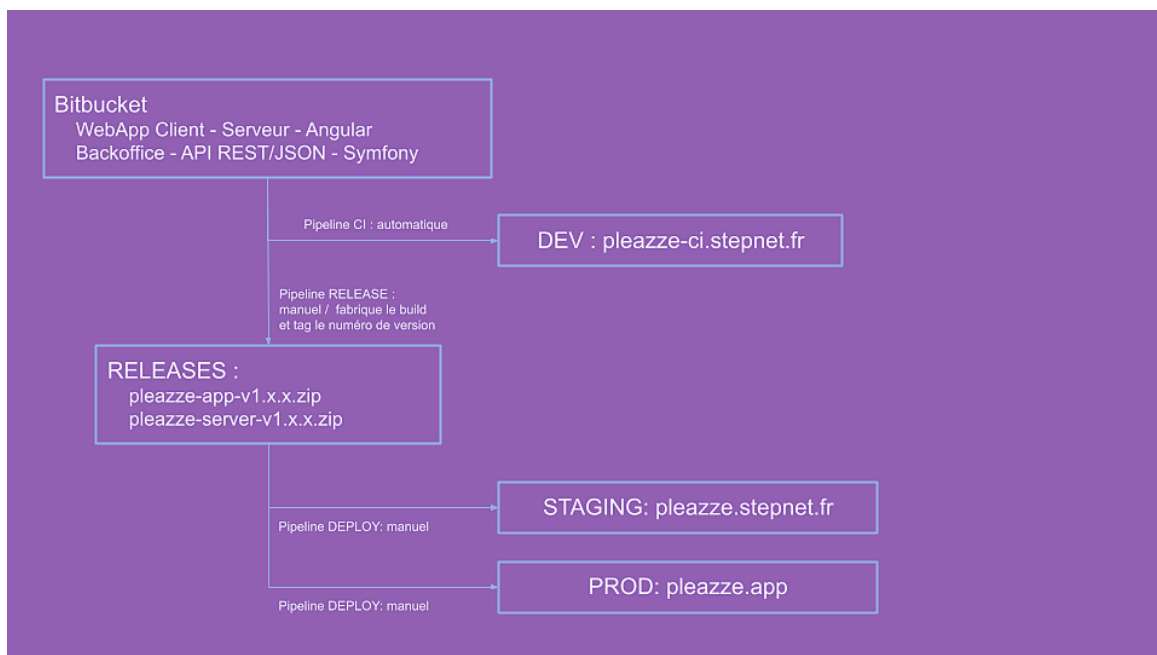 Bitbucket
WebApp Client - Serveur - Angular
Backoffice - API REST/JSON - Symfony
Pipeline CI : automatique
DEV : pleazze-ci.stepnet.fr
Pipeline RELEASE :
manuel / fabrique le build
et tag le numéro de version
RELEASES :
pleazze-app-v1.x.x.zip
pleazze-server-v1.x.x.zip
STAGING: pleazze.stepnet.fr
Pipeline DEPLOY: manuel
PROD: pleazze.app
Pipeline DEPLOY: manuel